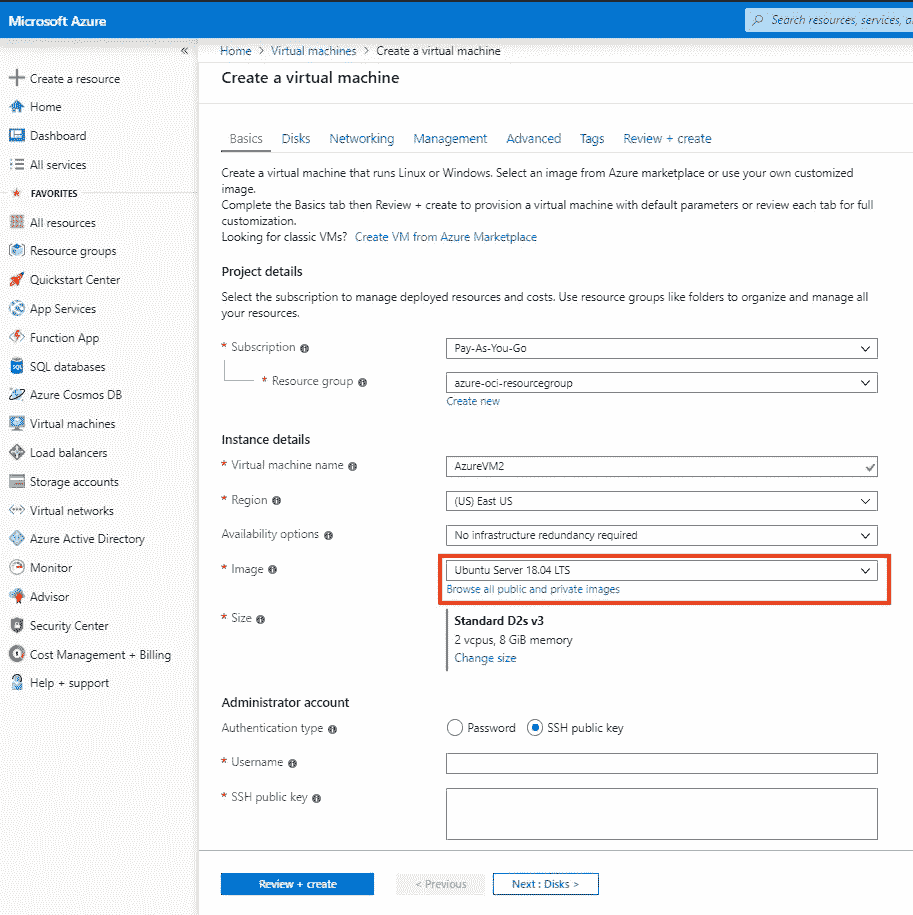 Microsoft Azure
Search resources, services, a
«
Home > Virtual machines > Create a virtual machine
Create a resource
Home
Dashboard
All services
FAVORITES
All resources
Resource groups
Quickstart Center
App Services
Function App
SQL databases
Azure Cosmos DB
Virtual machines
Load balancers
Storage accounts
Virtual networks
Azure Active Directory
Monitor
Advisor
Security Center
Cost Management + Billing
Help + support
Create a virtual machine
Basics Disks Networking Management Advanced Tags Review + create
Create a virtual machine that runs Linux or Windows. Select an image from Azure marketplace or use your own customized
image.
Complete the Basics tab then Review + create to provision a virtual machine with default parameters or review each tab for full
customization.
Looking for classic VMs? Create VM from Azure Marketplace
Project details
Select the subscription to manage deployed resources and costs. Use resource groups like folders to organize and manage all
your resources.
* Subscription Pay-As-You-Go
* Resource group azure-oci-resourcegroup
Create new
Instance details
* Virtual machine name AzureVM2
* Region (US) East US
Availability options No infrastructure redundancy required
* Image Ubuntu Server 18.04 LTS
Browse all public and private images
* Size Standard D2s v3
2 vcpus, 8 GiB memory
Change size
Administrator account
Authentication type Password SSH public key
* Username
* SSH public key
Review + create < Previous Next : Disks >